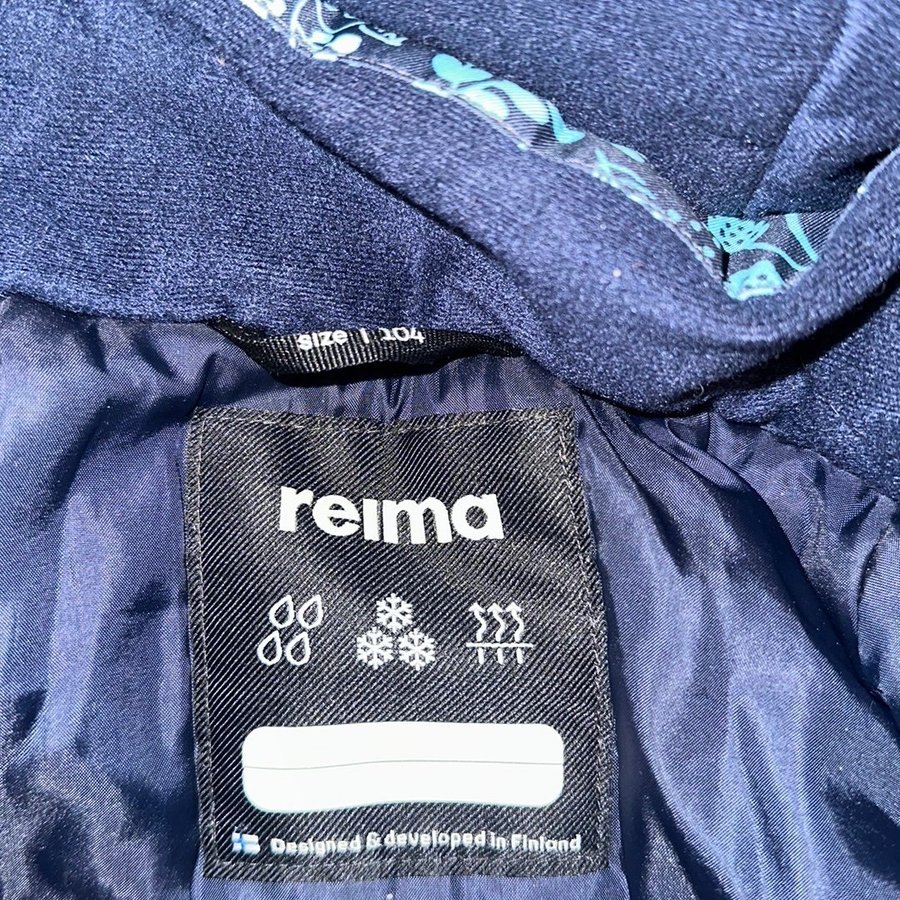 size | 104
reima
Designed & developed in Finland